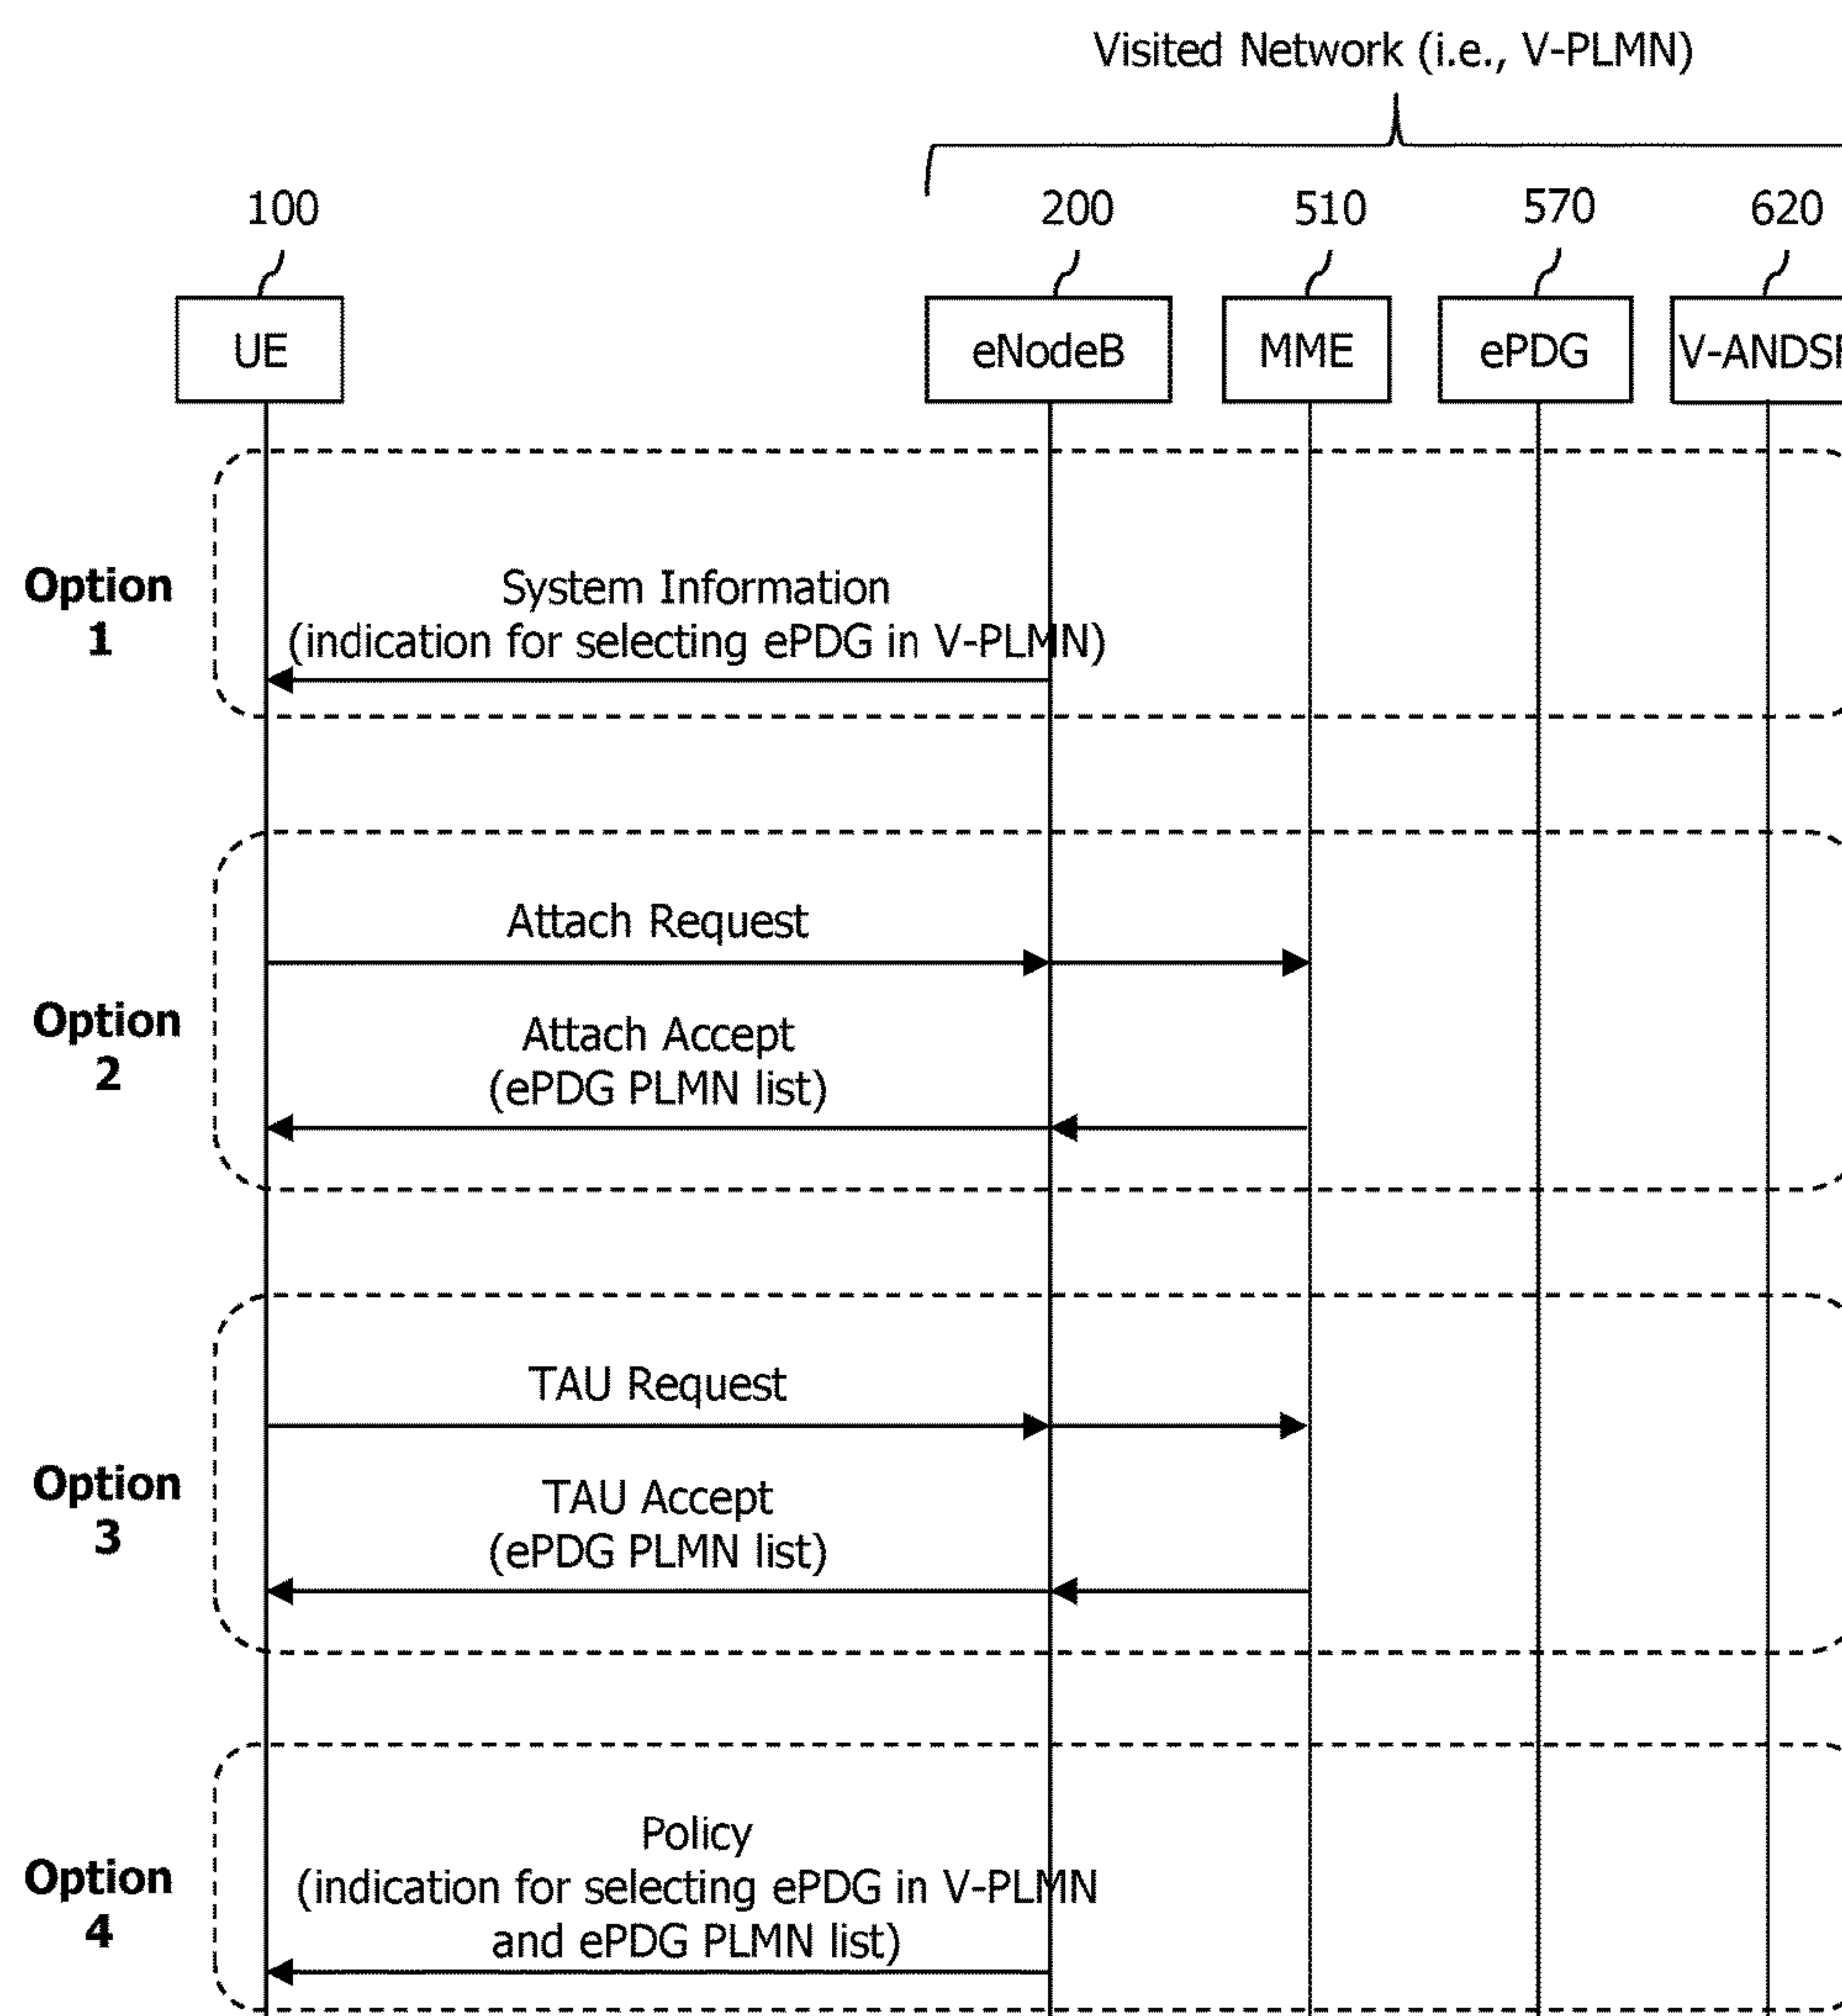 Visited Network (i.e., V-PLMN)
100
200
510
570
620
UE
eNodeB
MME
ePDG
Option
1
System Information
(indication for selecting ePDG in V-PLMN)
Option
2
Attach Request
Attach Accept
(ePDG PLMN list)
Option
3
TAU Request
TAU Accept
(ePDG PLMN list)
Option
4
Policy
(indication for selecting ePDG in V-PLMN
and ePDG PLMN list)